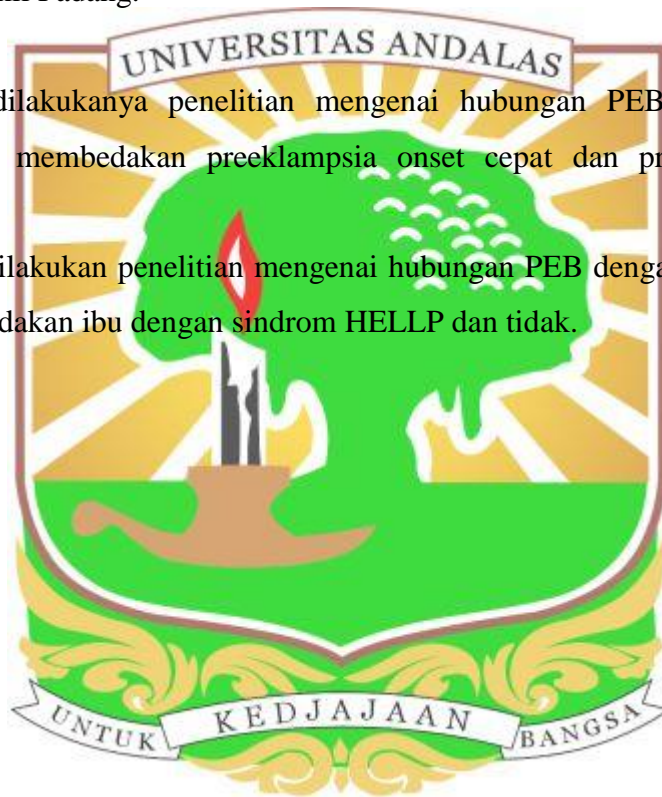 Padang.
UNIVERSITAS ANDALAS
dilakukanya penelitian mengenai hubungan PEB
membedakan preeklampsia onset cepat dan pr
ilakukan penelitian mengenai hubungan PEB denga
dakan ibu dengan sindrom HELLP dan tidak.
UNTUK KEDJAJAAN BANGSA